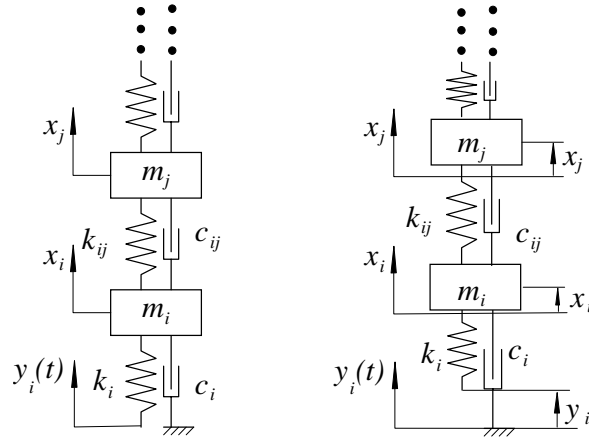 x_j
m_j
k_ij
c_ij
x_i
m_i
y_i(t)
k_i
c_i
x_j
m_j
x_j
k_ij
c_ij
x_i
m_i
x_i
k_i
c_i
y_i(t)
y_i